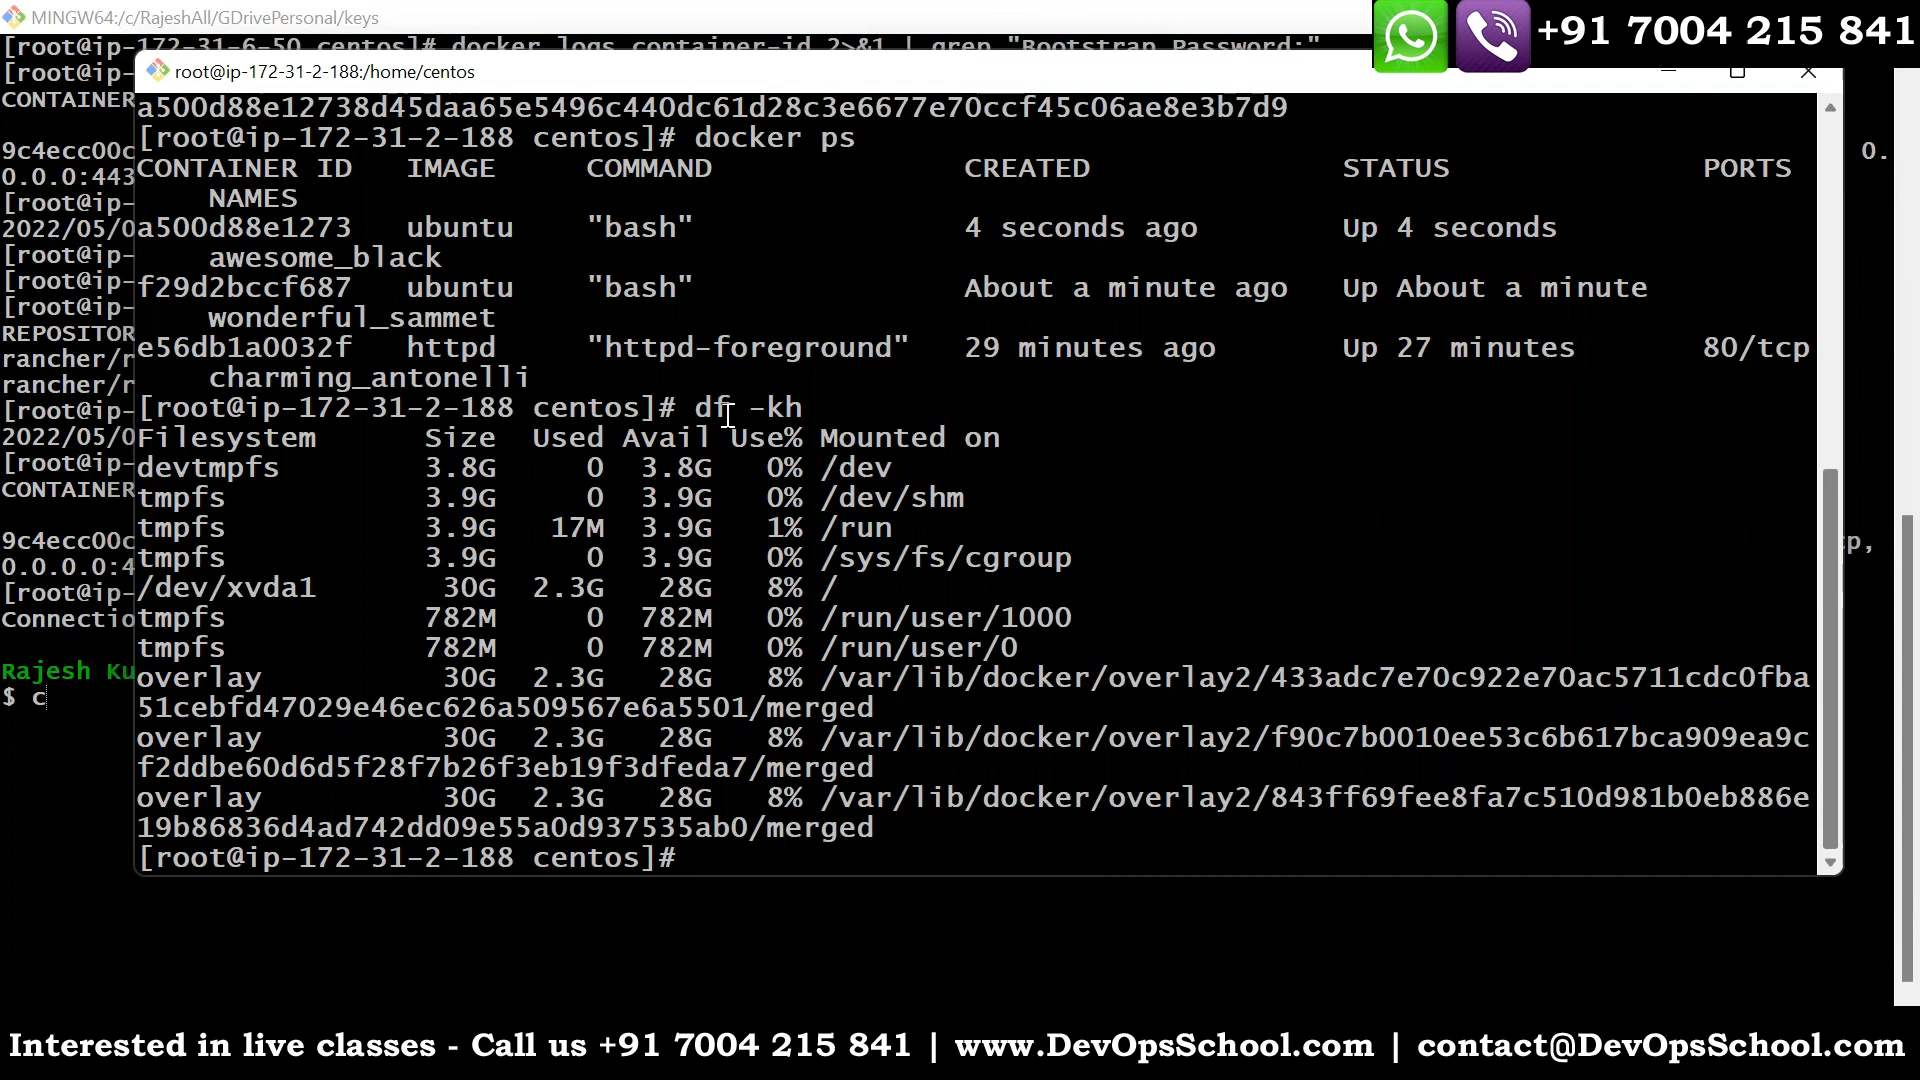 MINGW64:/c/RajeshAll/GDrivePersonal/keys
+91 7004 215 841
[root@ip-172-31-6-50 centos]# docker logs container-id 2>&1 | grep "Bootstrap Password:"
[root@ip-
root@ip-172-31-2-188:/home/centos
CONTAINER
a500d88e12738d45daa65e5496c440dc61d28c3e6677e70ccf45c06ae8e3b7d9
[root@ip-172-31-2-188 centos]# docker ps
9c4ecc00c
0.
CONTAINER ID   IMAGE     COMMAND              CREATED              STATUS              PORTS
0.0.0:443
NAMES
[root@ip-
2022/05/0
a500d88e1273   ubuntu    "bash"               4 seconds ago        Up 4 seconds
[root@ip-
awesome_black
[root@ip-
f29d2bccf687   ubuntu    "bash"               About a minute ago   Up About a minute
[root@ip-
wonderful_sammet
REPOSITOR
e56db1a0032f   httpd     "httpd-foreground"   29 minutes ago       Up 27 minutes       80/tcp
rancher/r
charming_antonelli
rancher/r
[root@ip-
[root@ip-172-31-2-188 centos]# df -kh
2022/05/0
Filesystem      Size  Used Avail Use% Mounted on
[root@ip-
devtmpfs        3.8G     0  3.8G   0% /dev
CONTAINER
tmpfs           3.9G     0  3.9G   0% /dev/shm
tmpfs           3.9G   17M  3.9G   1% /run
9c4ecc00c
cp,
tmpfs           3.9G     0  3.9G   0% /sys/fs/cgroup
0.0.0.0:4
/dev/xvda1       30G  2.3G   28G   8% /
[root@ip-
tmpfs           782M     0  782M   0% /run/user/1000
Connectio
tmpfs           782M     0  782M   0% /run/user/0
Rajesh Ku
overlay          30G  2.3G   28G   8% /var/lib/docker/overlay2/433adc7e70c922e70ac5711cdc0fba
$ c
51cebfd47029e46ec626a509567e6a5501/merged
overlay          30G  2.3G   28G   8% /var/lib/docker/overlay2/f90c7b0010ee53c6b617bca909ea9c
f2ddbe60d6d5f28f7b26f3eb19f3dfeda7/merged
overlay          30G  2.3G   28G   8% /var/lib/docker/overlay2/843ff69fee8fa7c510d981b0eb886e
19b86836d4ad742dd09e55a0d937535ab0/merged
[root@ip-172-31-2-188 centos]#
Interested in live classes - Call us +91 7004 215 841 | www.DevOpsSchool.com | contact@DevOpsSchool.com